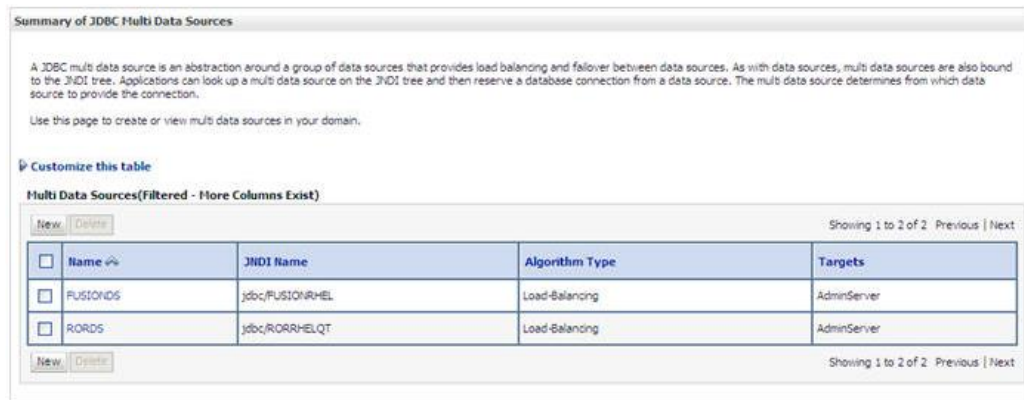 Summary of JDBC Multi Data Sources
A JDBC multi data source is an abstraction around a group of data sources that provides load balancing and failover between data sources. As with data sources, multi data sources are also bound
to the JNDI tree. Applications can look up a multi data source on the JNDI tree and then reserve a database connection from a data source. The multi data source determines from which data
source to provide the connection.
Use this page to create or view multi data sources in your domain.
Customize this table
Multi Data Sources(Filtered - More Columns Exist)
New Delete Showing 1 to 2 of 2 Previous | Next
Name JNDI Name Algorithm Type Targets
FUSIONDS jdbc/FUSIONRHEL Load-Balancing AdminServer
RORDS jdbc/RORRHELQT Load-Balancing AdminServer
New Delete Showing 1 to 2 of 2 Previous | Next